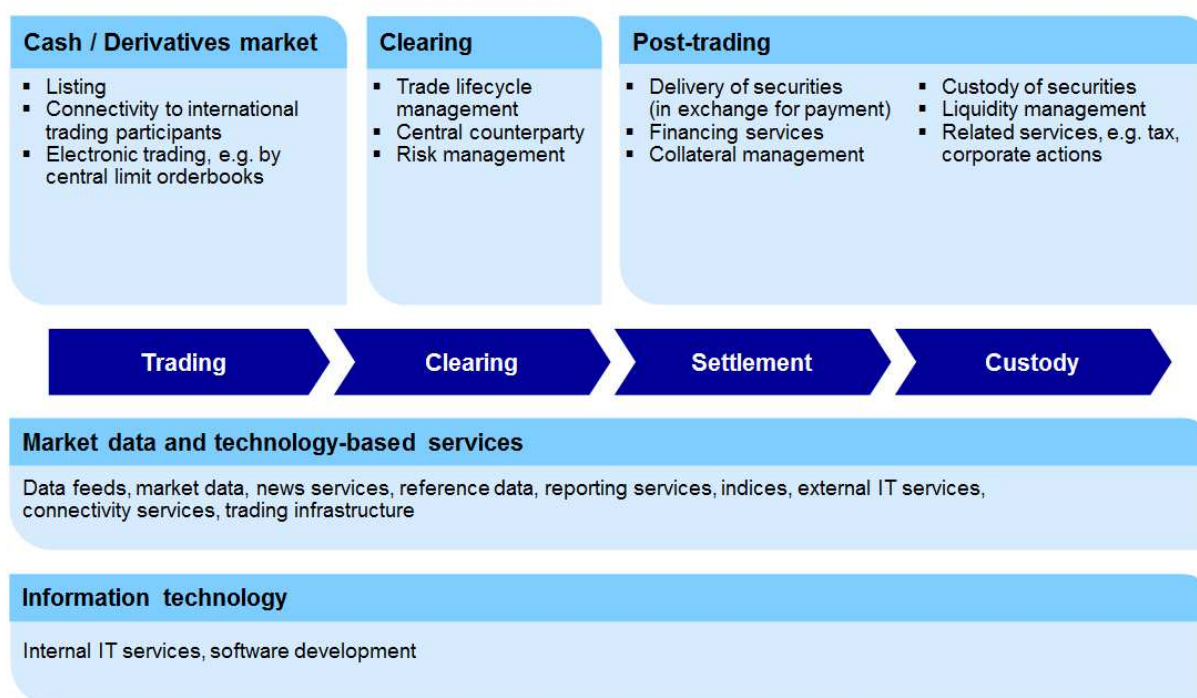 Cash / Derivatives market
▪ Listing
▪ Connectivity to international
trading participants
▪ Electronic trading, e.g. by
central limit orderbooks
Clearing
▪ Trade lifecycle
management
▪ Central counterparty
▪ Risk management
Post-trading
▪ Delivery of securities
(in exchange for payment)
▪ Financing services
▪ Collateral management
▪ Custody of securities
▪ Liquidity management
▪ Related services, e.g. tax,
corporate actions
Trading
Clearing
Settlement
Custody
Market data and technology-based services
Data feeds, market data, news services, reference data, reporting services, indices, external IT services,
connectivity services, trading infrastructure
Information technology
Internal IT services, software development